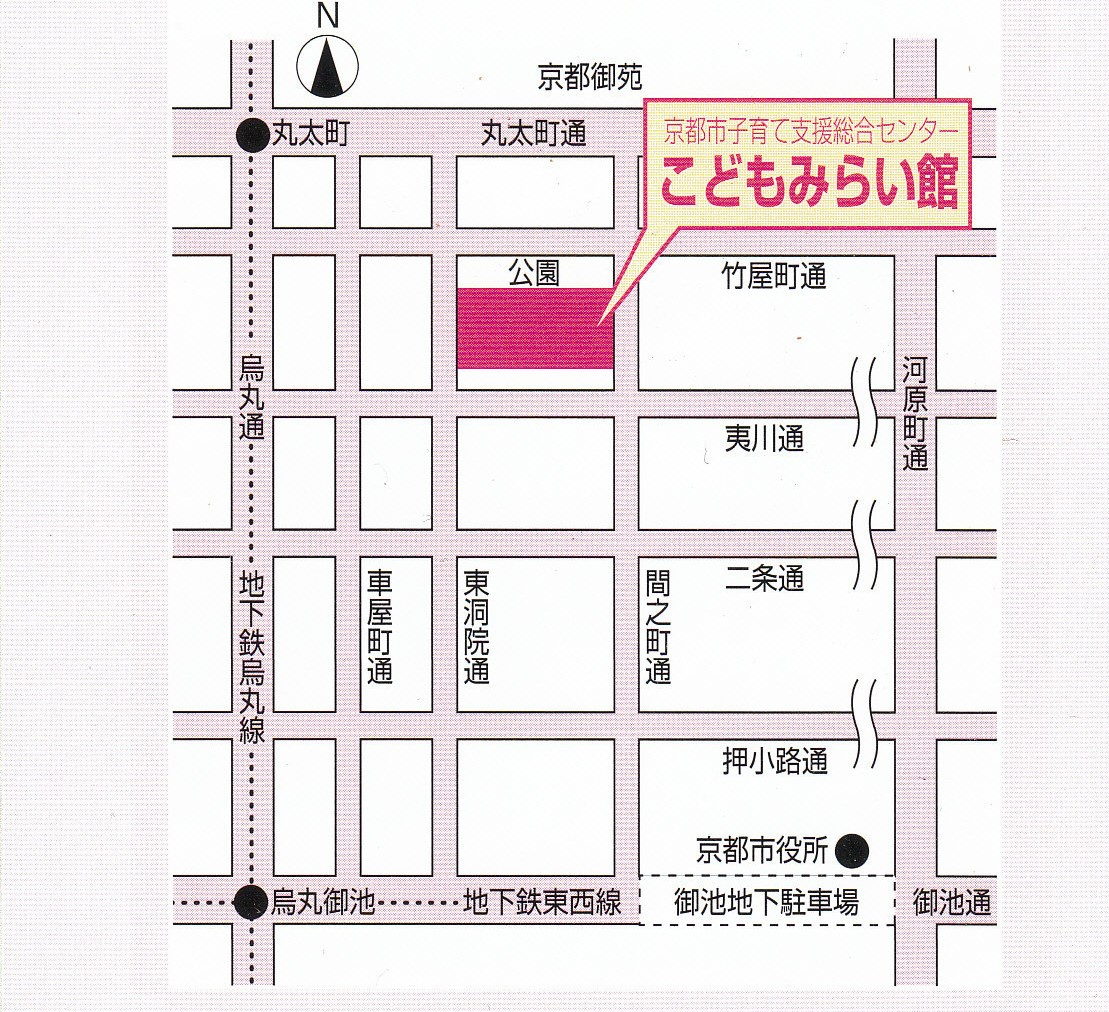 N
京都御苑
丸太町
丸太町通
京都市子育て支援総合センター
こどもみらい館
公園
竹屋町通
烏丸通
河原町通
夷川通
地下鉄烏丸線
車屋町通
東洞院通
間之町通
二条通
押小路通
京都市役所
烏丸御池
地下鉄東西線
御池地下駐車場
御池通